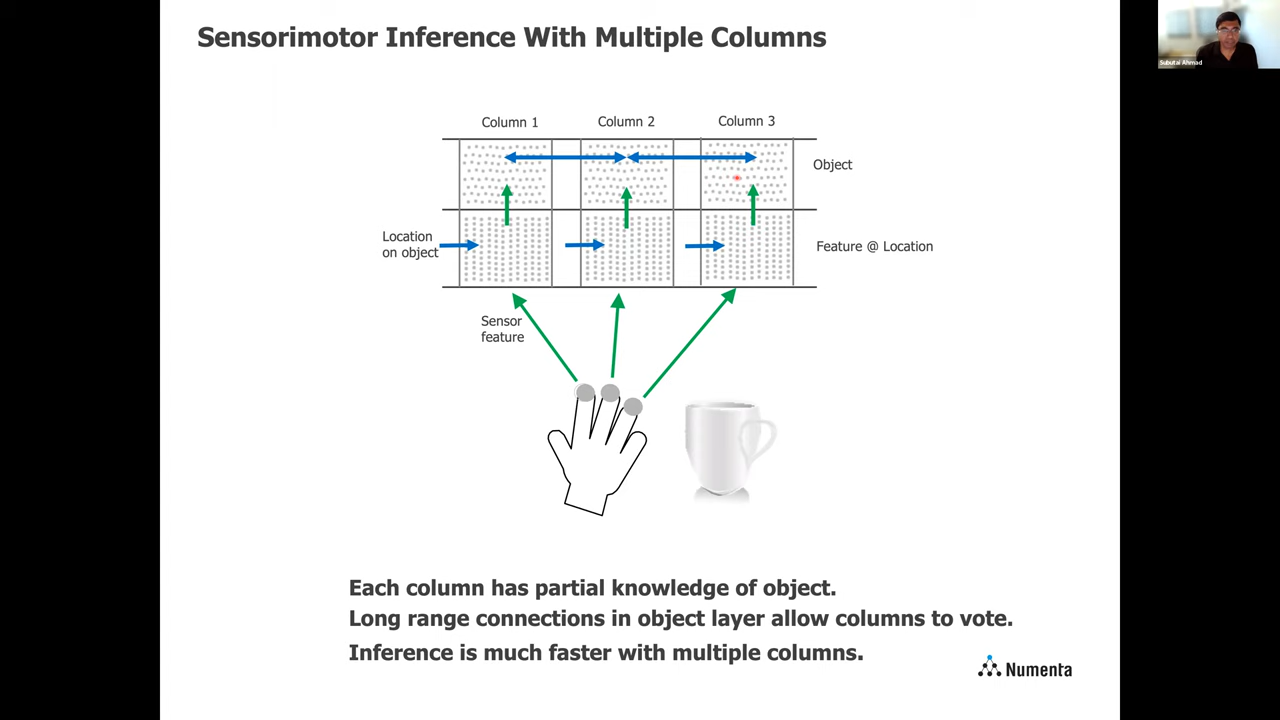 Sensorimotor Inference With Multiple Columns
Subutai Ahmad
Column 1
Column 2
Column 3
Object
Location
on object
Feature @ Location
Sensor
feature
Each column has partial knowledge of object.
Long range connections in object layer allow columns to vote.
Inference is much faster with multiple columns.
Numenta